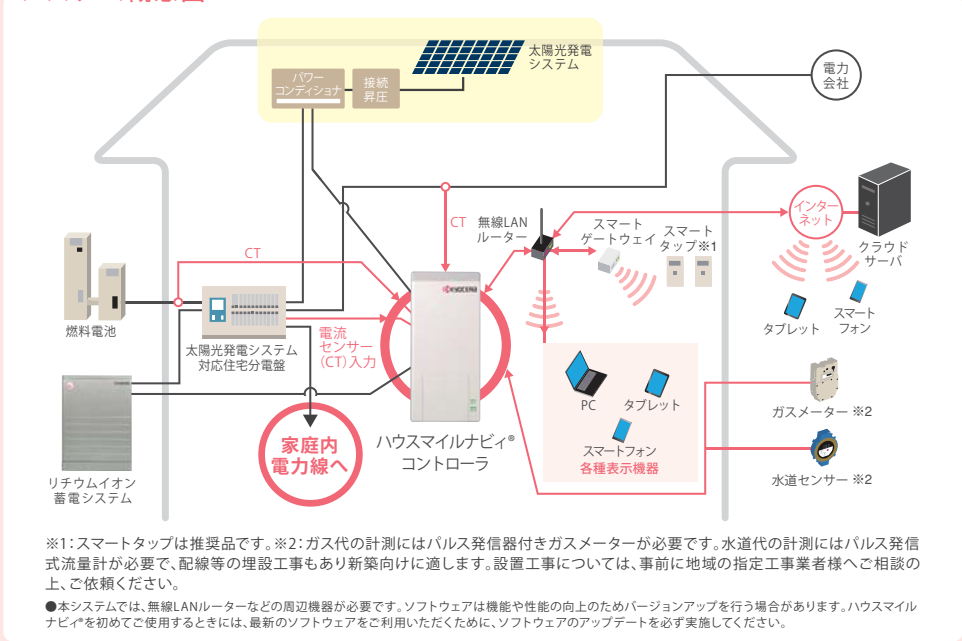 太陽光発電
システム
パワー
コンディショナ
接続
昇圧
電力
会社
CT
無線LAN
ルーター
スマート
ゲートウェイ
スマート
タップ※1
インター
ネット
クラウド
サーバ
タブレット
スマート
フォン
CT
KYOCERA
燃料電池
太陽光発電システム
対応住宅分電盤
電流
センサー
(CT)入力
PC
タブレット
スマートフォン
各種表示機器
ガスメーター ※2
家庭内
電力線へ
ハウスマイルナビィ®
コントローラ
リチウムイオン
蓄電システム
水道センサー ※2
※1:スマートタップは推奨品です。※2:ガス代の計測にはパルス発信器付きガスメーターが必要です。水道代の計測にはパルス発信
式流量計が必要で、配線等の埋設工事もあり新築向けに適します。設置工事については、事前に地域の指定工事業者様へご相談の
上、ご依頼ください。
●本システムでは、無線LANルーターなどの周辺機器が必要です。ソフトウェアは機能や性能の向上のためバージョンアップを行う場合があります。ハウスマイル
ナビィ®を初めてご使用するときには、最新のソフトウェアをご利用いただくために、ソフトウェアのアップデートを必ず実施してください。